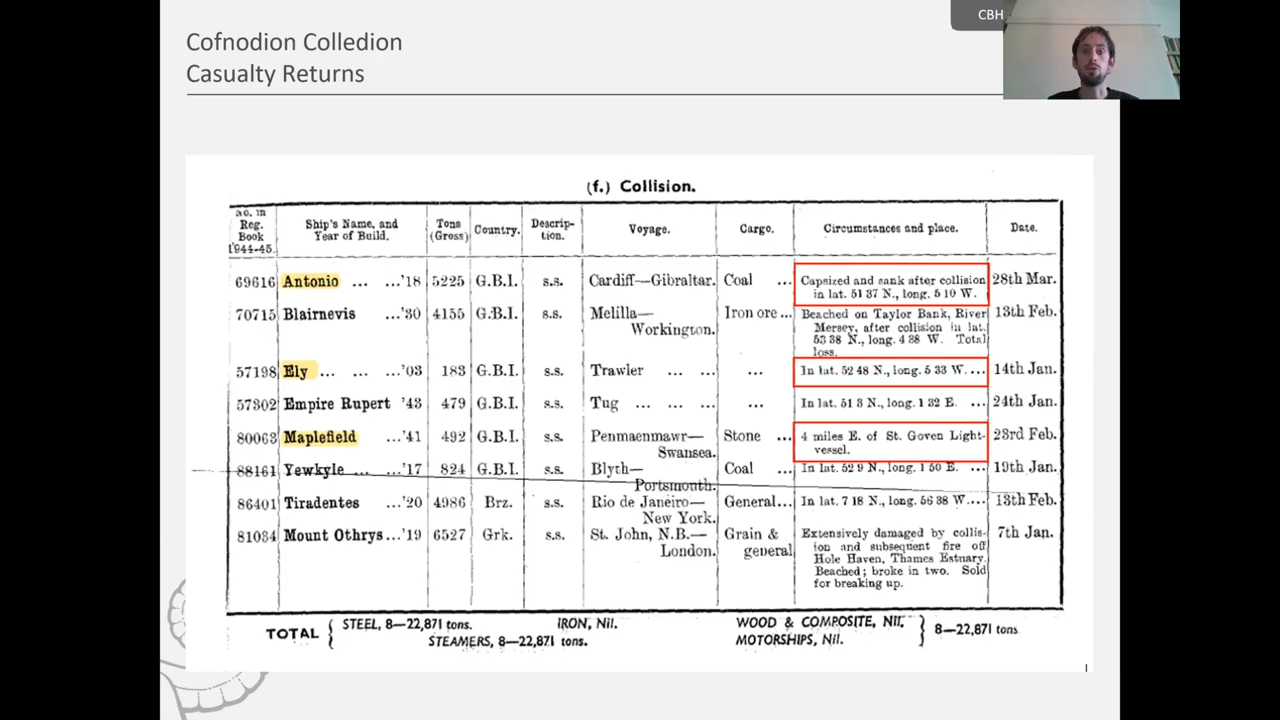 CBH
Cofnodion Colledion
Casualty Returns
(f.) Collision.
No. in Reg. Book 1944-45. Ship's Name, and Year of Build. Tons (Gross) Country. Descrip-tion. Voyage. Cargo. Circumstances and place. Date.
69616 Antonio ... ...'18 5225 G.B.I. s.s. Cardiff—Gibraltar. Coal ... Capsized and sank after collision 28th Mar.
in lat. 51 37 N., long. 5 10 W.
70715 Blairnevis ...'30 4155 G.B.I. s.s. Melilla— Iron ore ... Beached on Taylor Bank, River 13th Feb.
Workington. Mersey, after collision in lat.
53 38 N., long. 4 38 W. Total
loss.
57198 Ely ... ... ...'03 183 G.B.I. s.s. Trawler ... ... ... In lat. 52 48 N., long. 5 33 W. ... 14th Jan.
57302 Empire Rupert '43 479 G.B.I. s.s. Tug ... ... ... ... In lat. 51 3 N., long. 1 32 E. ... 24th Jan.
80063 Maplefield ...'41 492 G.B.I. s.s. Penmaenmawr— Stone ... 4 miles E. of St. Goven Light- 23rd Feb.
Swansea. vessel.
88161 Yewkyle ... ...'17 824 G.B.I. s.s. Blyth— Coal ... In lat. 52 9 N., long. 1 50 E. ... 19th Jan.
Portsmouth.
86401 Tiradentes ...'20 4986 Brz. s.s. Rio de Janeiro— General... In lat. 7 18 N., long. 56 38 W.... 13th Feb.
New York.
81034 Mount Othrys...'19 6527 Grk. s.s. St. John, N.B.— Grain & Extensively damaged by collis- 7th Jan.
London. general ion and subsequent fire off
Hole Haven, Thames Estuary.
Beached; broke in two. Sold
for breaking up.
TOTAL { STEEL, 8—22,871 tons. IRON, Nil. WOOD & COMPOSITE, Nil, } 8—22,871 tons
STEAMERS, 8—22,871 tons. MOTORSHIPS, Nil.